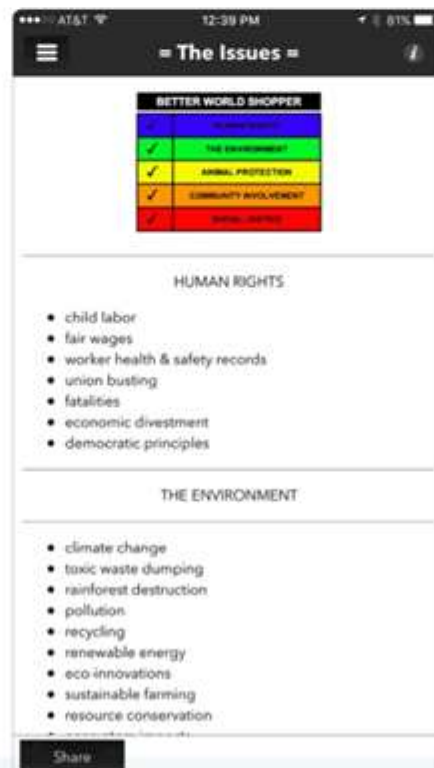 AT&T 12:39 PM 81%
= The Issues =
BETTER WORLD SHOPPER
✓ HUMAN RIGHTS
✓ THE ENVIRONMENT
✓ ANIMAL PROTECTION
✓ COMMUNITY INVOLVEMENT
✓ SOCIAL JUSTICE
HUMAN RIGHTS
• child labor
• fair wages
• worker health & safety records
• union busting
• fatalities
• economic divestment
• democratic principles
THE ENVIRONMENT
• climate change
• toxic waste dumping
• rainforest destruction
• pollution
• recycling
• renewable energy
• eco-innovations
• sustainable farming
• resource conservation
Share